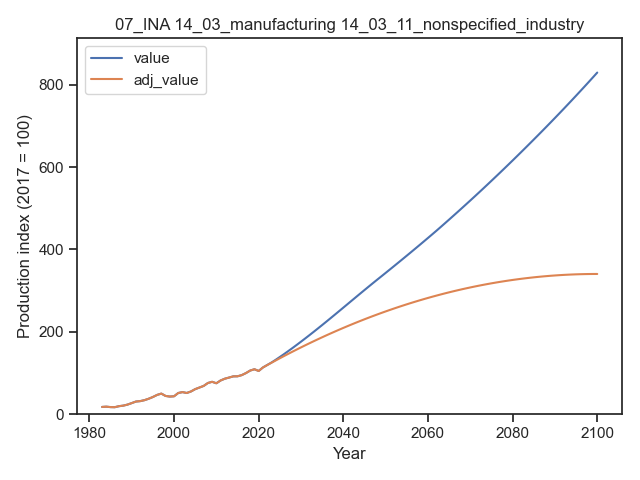 07_INA 14_03_manufacturing 14_03_11_nonspecified_industry
value
adj_value
Production index (2017 = 100)
800
600
400
200
0
1980 2000 2020 2040 2060 2080 2100
Year